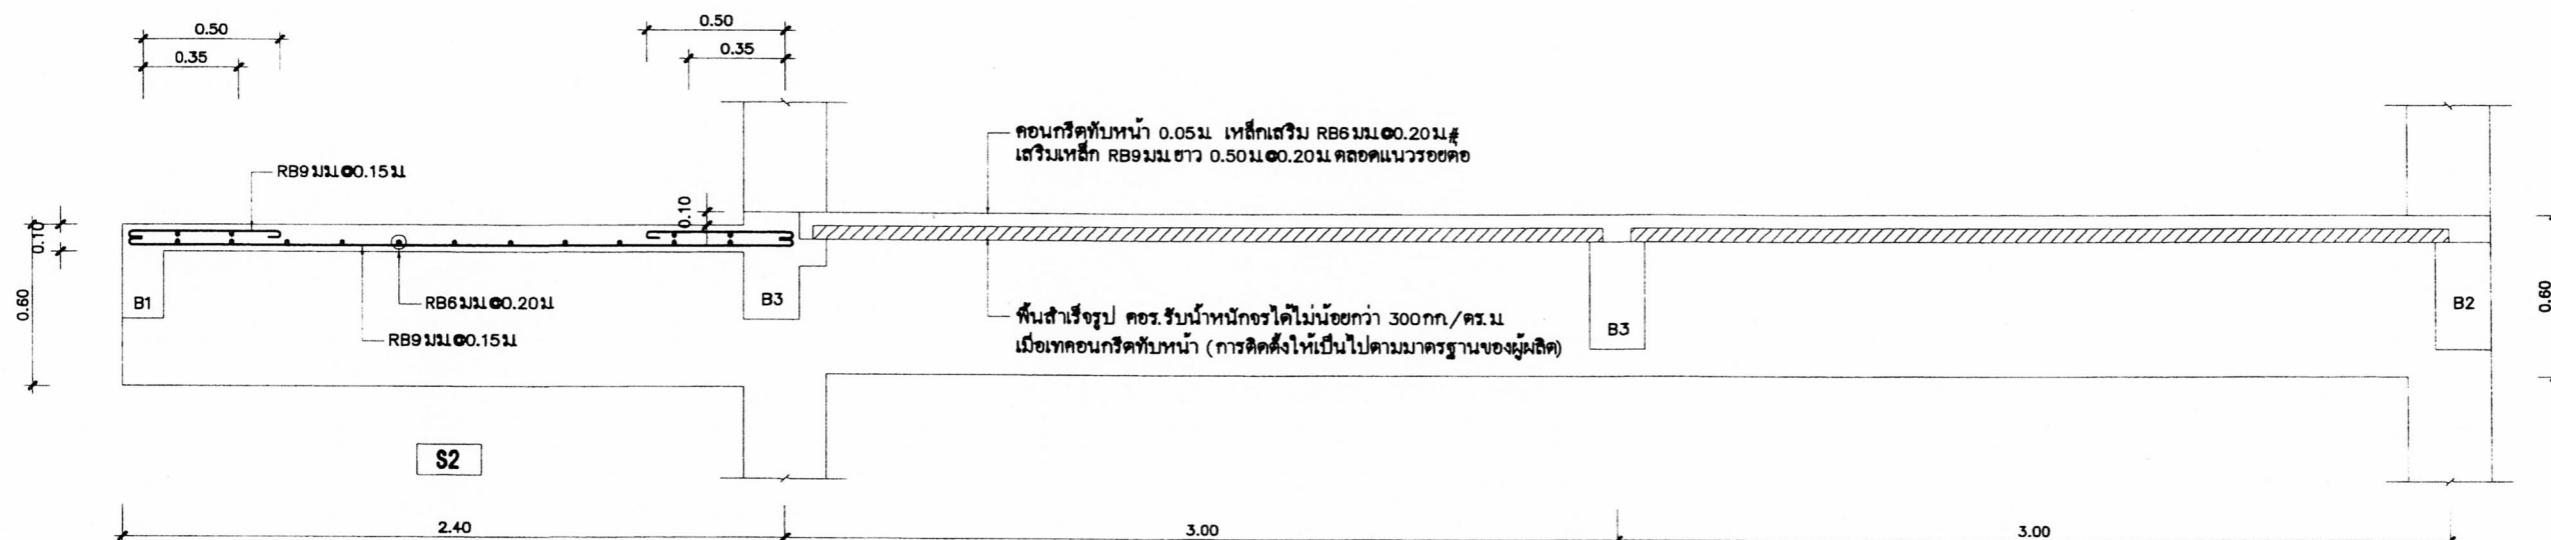 0.50
0.35
0.50
0.35
คอนกรีตทับหน้า 0.05ม เหล็กเสริม RB6มม@0.20ม#
เสริมเหล็ก RB9มมยาว 0.50ม@0.20มตลอดแนวรอยต่อ
RB9มม@0.15ม
0.10
0.10
0.60
B1
RB6มม@0.20ม
RB9มม@0.15ม
B3
พื้นสำเร็จรูป คอร.รับน้ำหนักจรได้ไม่น้อยกว่า 300กก/ตร.ม
เมื่อเทคอนกรีตทับหน้า (การติดตั้งให้เป็นไปตามมาตรฐานของผู้ผลิต)
B3
B2
0.60
S2
2.40
3.00
3.00